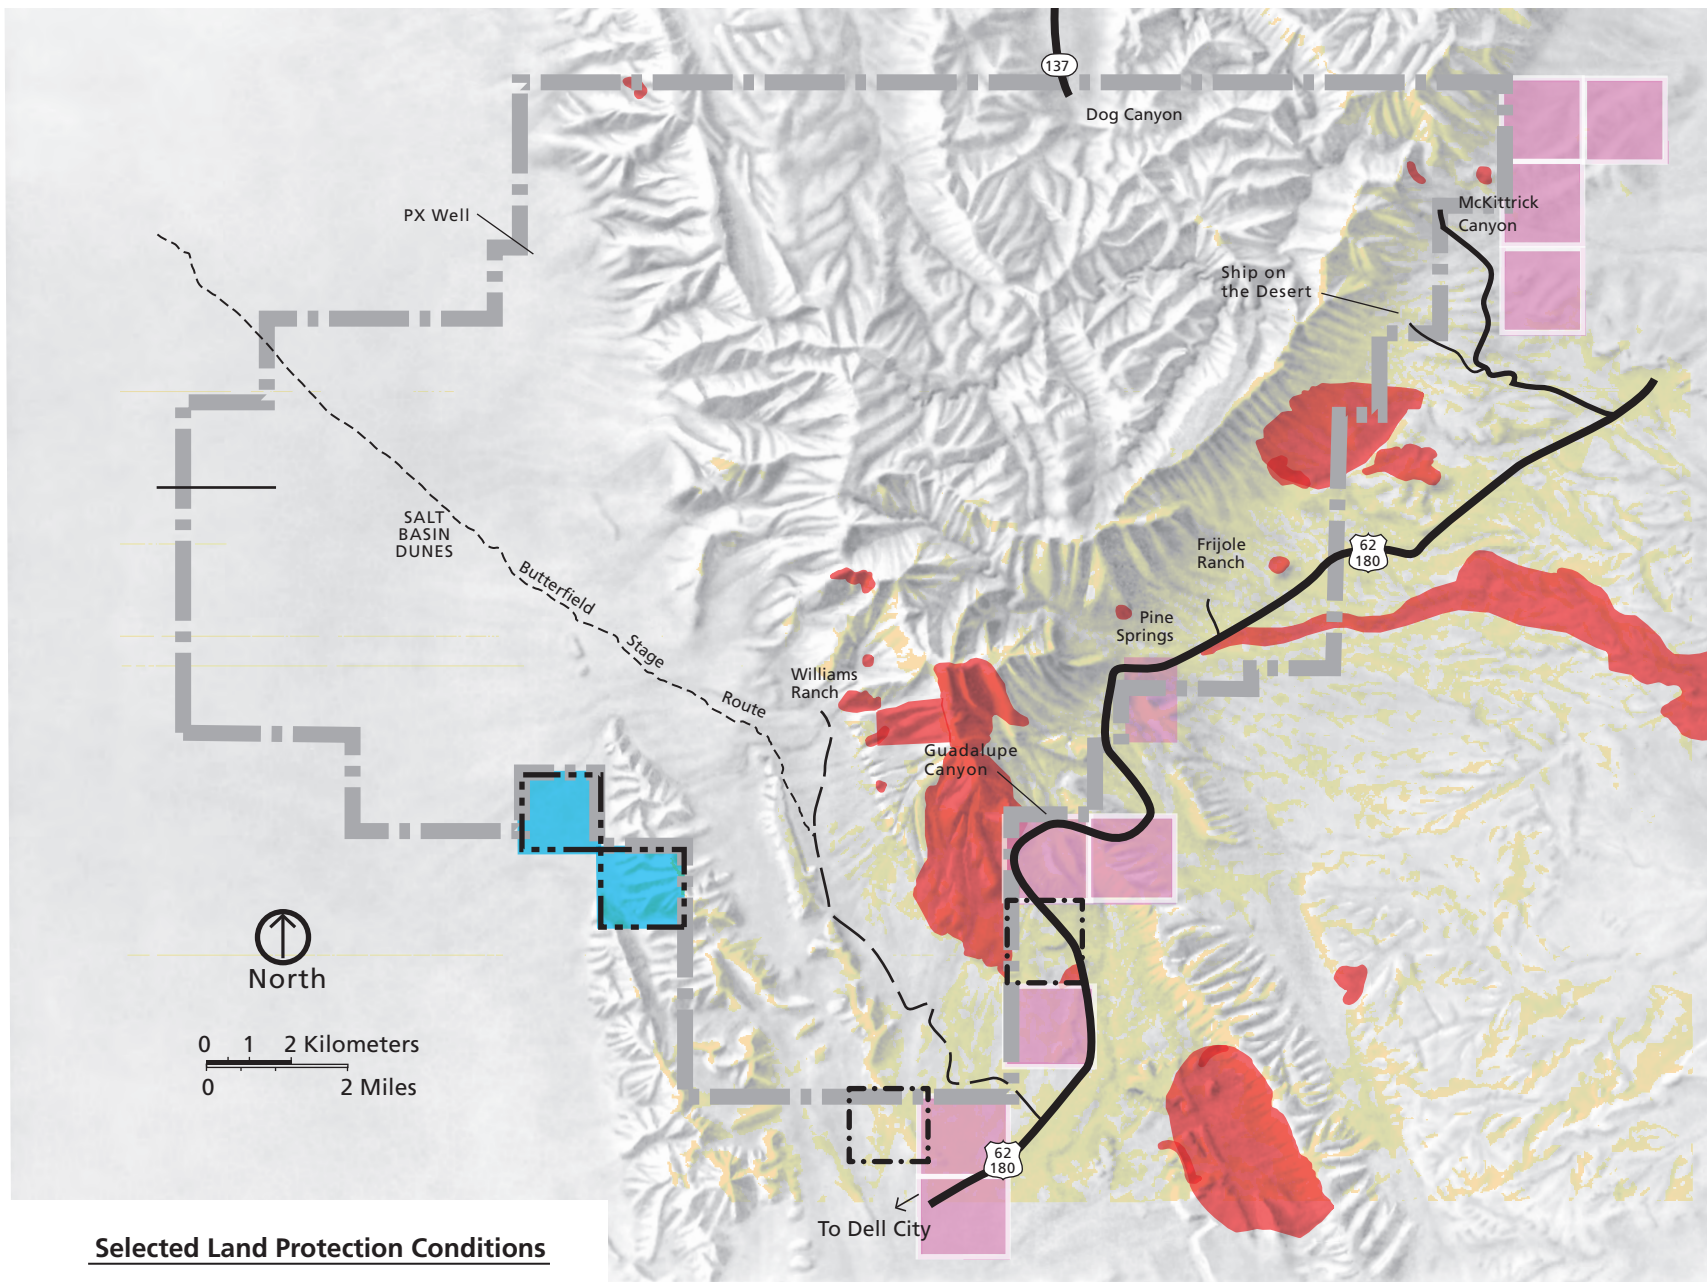 137
Dog Canyon
PX Well
McKittrick
Canyon
Ship on
the Desert
SALT
BASIN
DUNES
Butterfield
Stage
Route
Frijole
Ranch
62
180
Pine
Springs
Williams
Ranch
Guadalupe
Canyon
North
0 1 2 Kilometers
0 2 Miles
62
180
To Dell City
Selected Land Protection Conditions